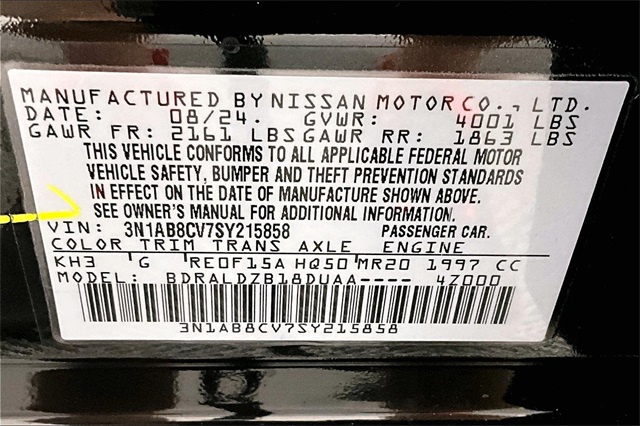 MANUFACTURED BY NISSAN MOTOR CO., LTD.
DATE: 08/24. GVWR: 4001 LBS
GAWR FR: 2161 LBS GAWR RR: 1863 LBS
THIS VEHICLE CONFORMS TO ALL APPLICABLE FEDERAL MOTOR
VEHICLE SAFETY, BUMPER AND THEFT PREVENTION STANDARDS
IN EFFECT ON THE DATE OF MANUFACTURE SHOWN ABOVE.
SEE OWNER'S MANUAL FOR ADDITIONAL INFORMATION.
VIN: 3N1AB8CV7SY215858 PASSENGER CAR.
COLOR TRIM TRANS AXLE ENGINE
KH3 G RE0F15A HQ50 MR20 1997 CC
MODEL: BDRALDZB18DUAA---- 4Z000
3N1AB8CV7SY215858